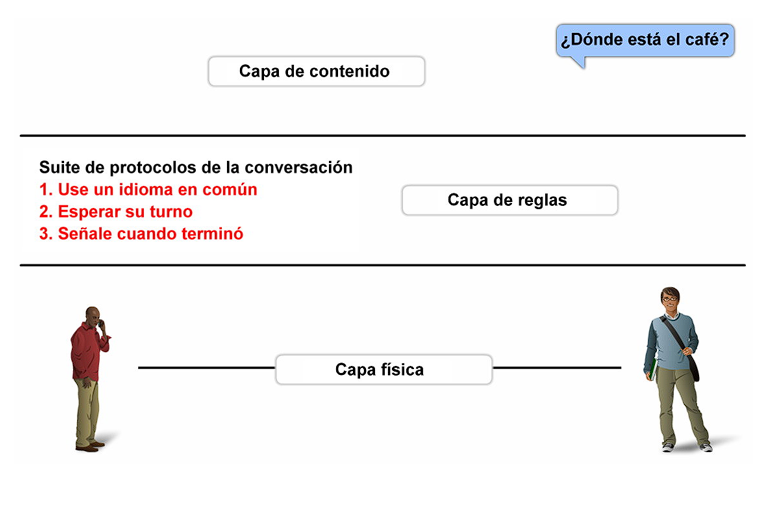 ¿Dónde está el café?
Capa de contenido
Suite de protocolos de la conversación
1. Use un idioma en común
2. Esperar su turno
3. Señale cuando terminó
Capa de reglas
Capa física